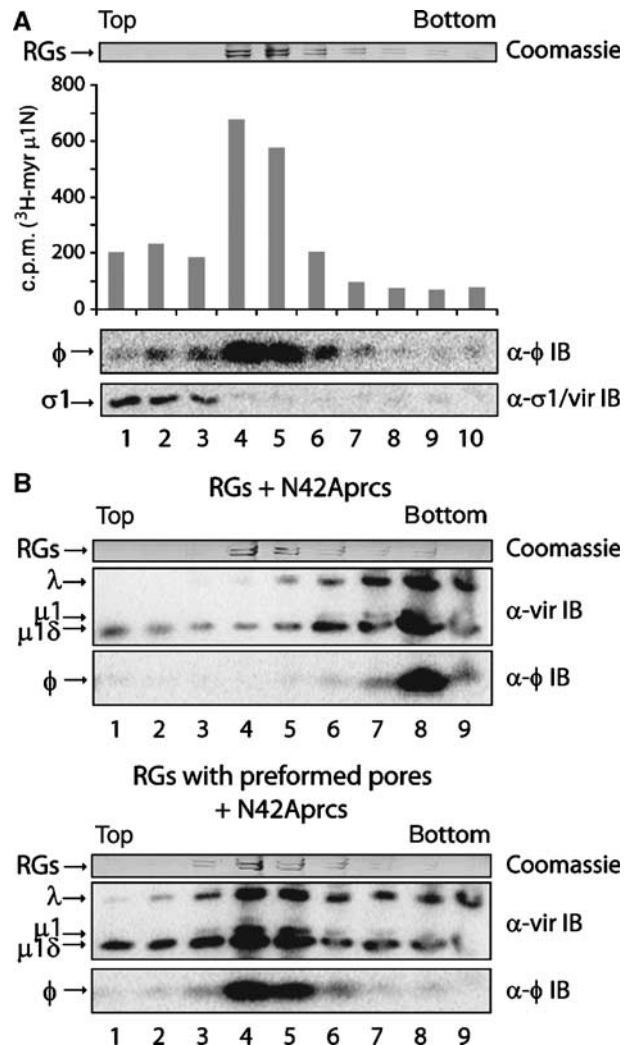 A
Top Bottom
RGs→ Coomassie
800
600
400
200
0
c.p.m. (³H-myr μ1N)
ϕ→ α-ϕ IB
σ1→ α-σ1/vir IB
1 2 3 4 5 6 7 8 9 10
B
RGs + N42Aprcs
Top Bottom
RGs→ Coomassie
λ→
μ1→ α-vir IB
μ1δ→
ϕ→ α-ϕ IB
1 2 3 4 5 6 7 8 9
RGs with preformed pores
+ N42Aprcs
Top Bottom
RGs→ Coomassie
λ→
μ1→ α-vir IB
μ1δ→
ϕ→ α-ϕ IB
1 2 3 4 5 6 7 8 9